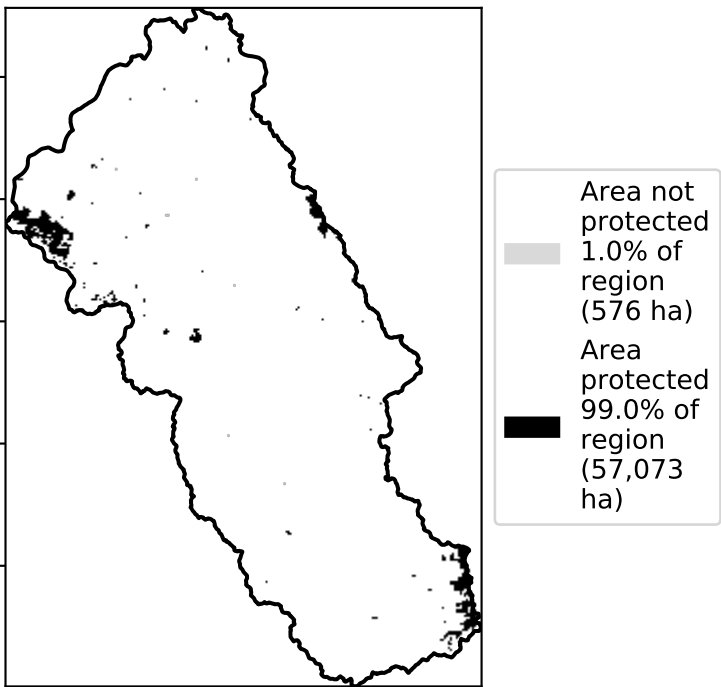 Area not
protected
1.0% of
region
(576 ha)
Area
protected
99.0% of
region
(57,073
ha)